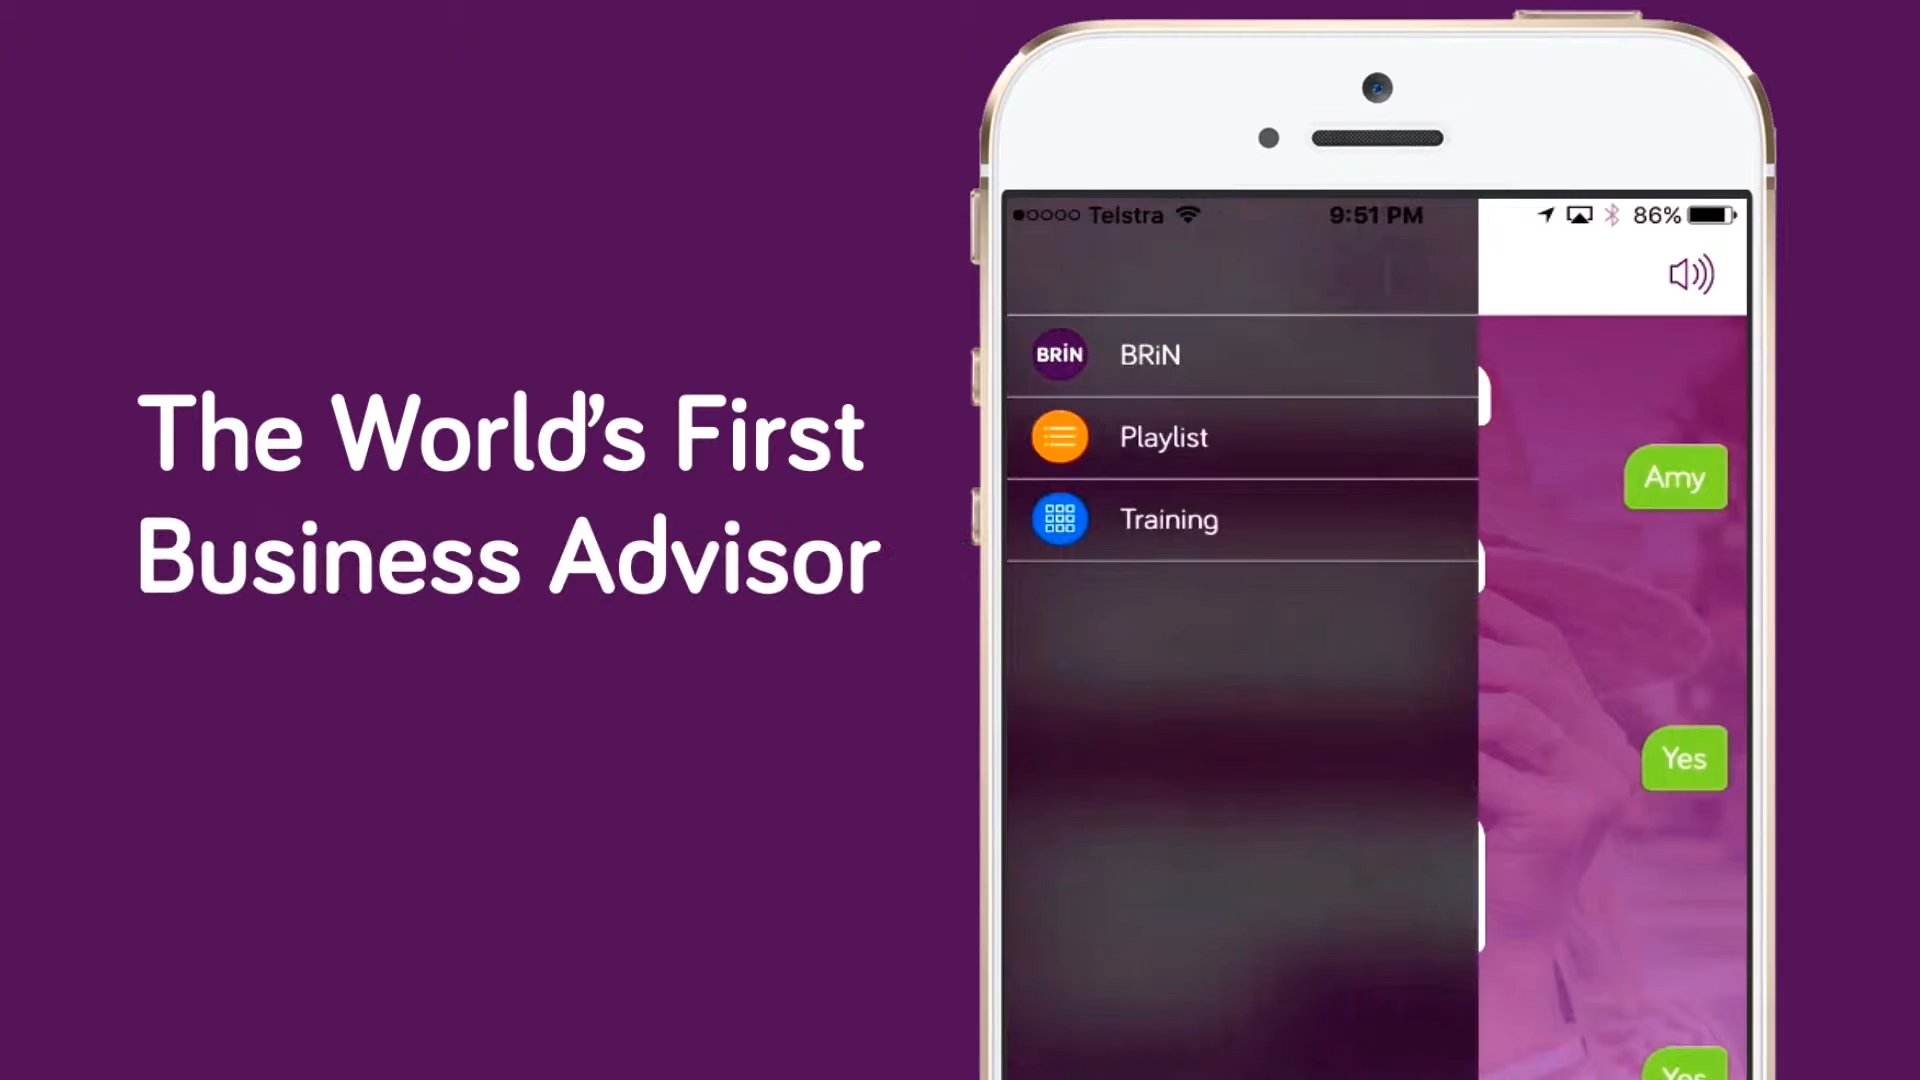 The World's First
Business Advisor
Telstra
9:51 PM
86%
BRiN
BRiN
Playlist
Training
Amy
Yes
Yes